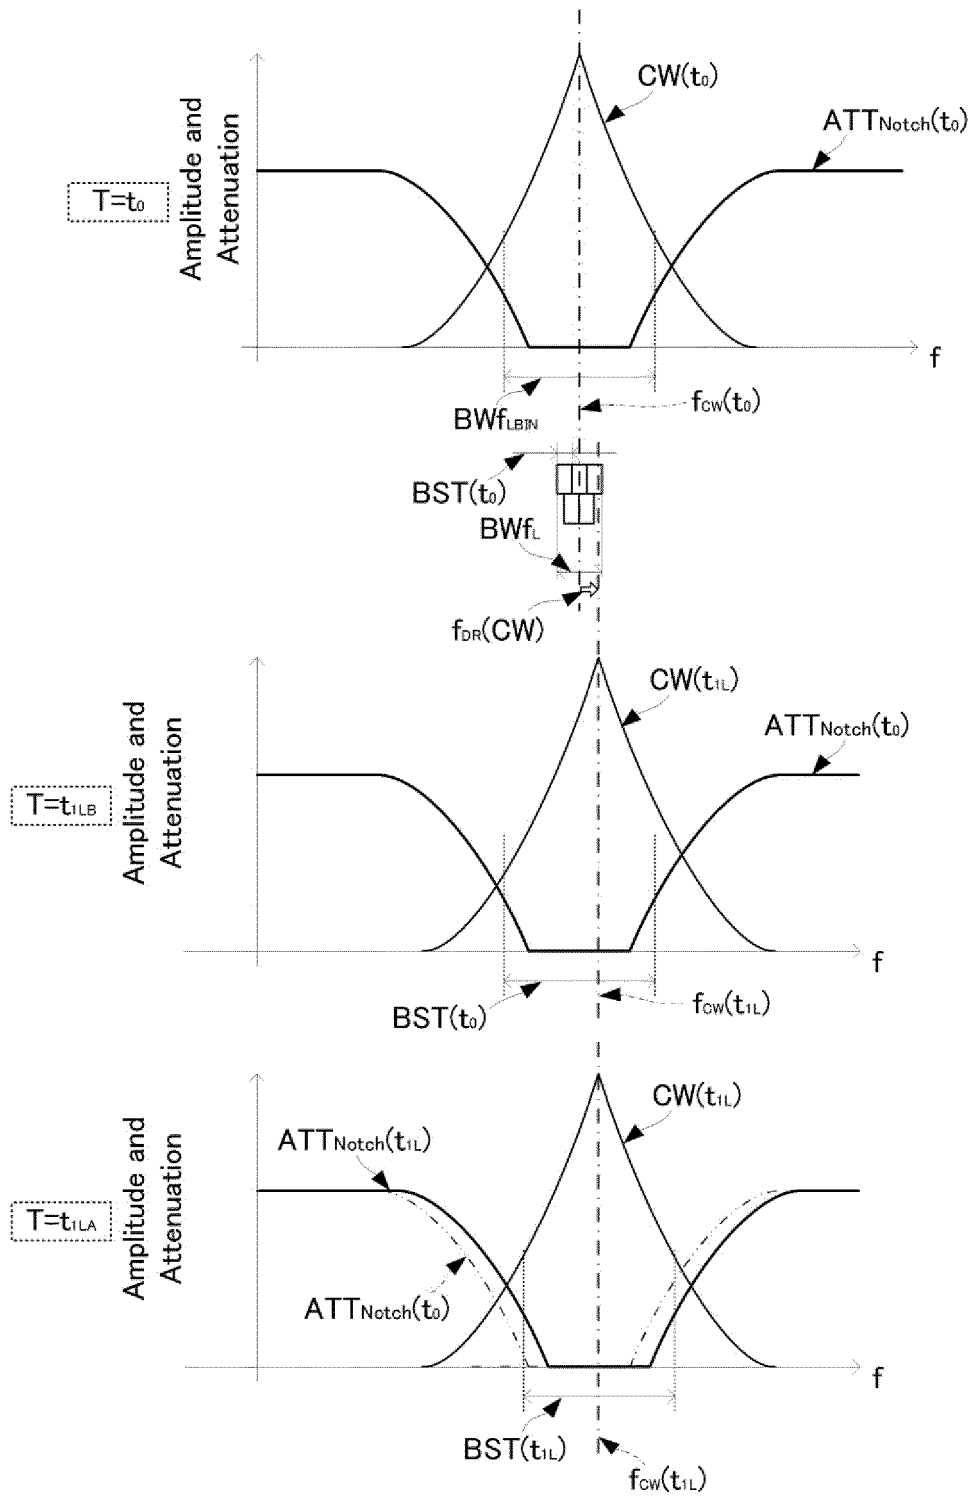 CW(t0)
ATTNotch(t0)
T=t0
Amplitude and
Attenuation
f
BWfLBIN
fCW(t0)
BST(t0)
BWfL
fDR(CW)
CW(t1L)
ATTNotch(t0)
T=t1LB
Amplitude and
Attenuation
f
BST(t0)
fCW(t1L)
CW(t1L)
ATTNotch(t1L)
T=t1LA
Amplitude and
Attenuation
ATTNotch(t0)
f
BST(t1L)
fCW(t1L)